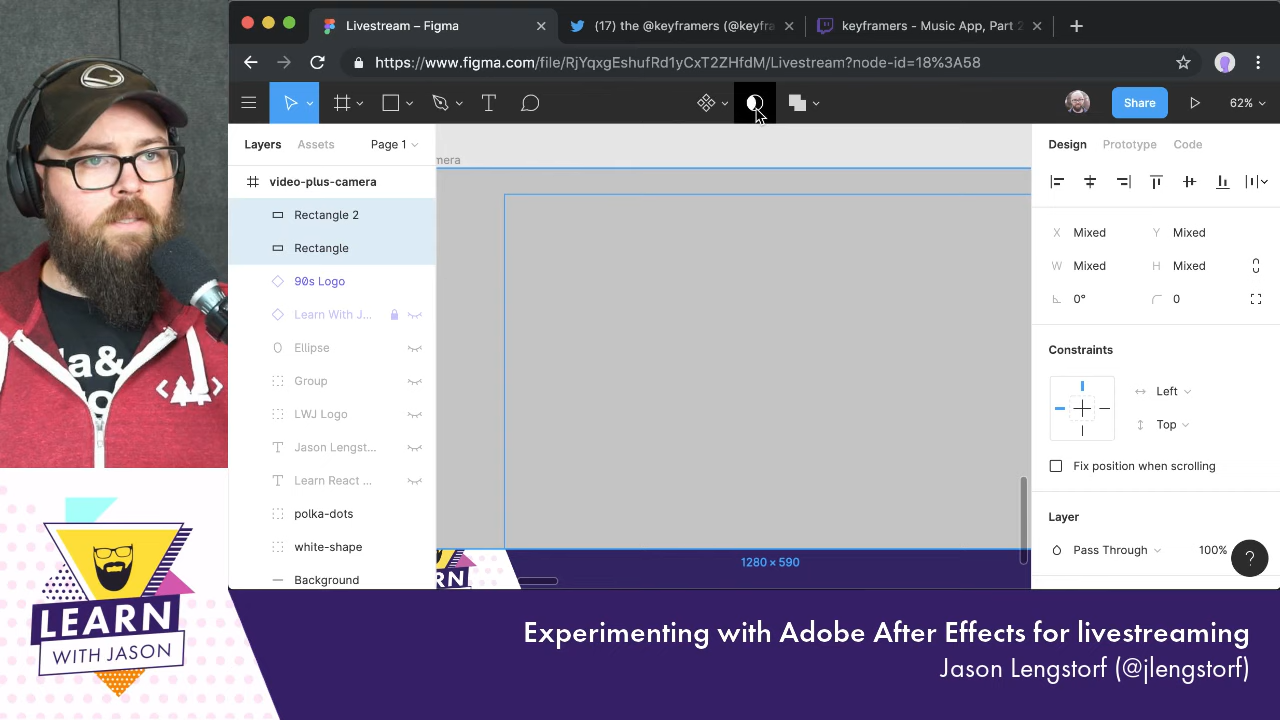 Livestream – Figma
(17) the @keyframers (@keyfra
keyframers - Music App, Part 2
https://www.figma.com/file/RjYqxgEshufRd1yCxT2ZHfdM/Livestream?node-id=18%3A58
Share
62%
Layers
Assets
Page 1
mera
Design
Prototype
Code
video-plus-camera
Rectangle 2
Rectangle
90s Logo
Learn With J...
Ellipse
Group
LWJ Logo
Jason Lengst...
Learn React ...
polka-dots
white-shape
Background
X Mixed Y Mixed
W Mixed H Mixed
0° 0
Constraints
Left
Top
Fix position when scrolling
Layer
Pass Through 100%
?
1280 × 590
RN
LEARN
WITH JASON
Experimenting with Adobe After Effects for livestreaming
Jason Lengstorf (@jlengstorf)